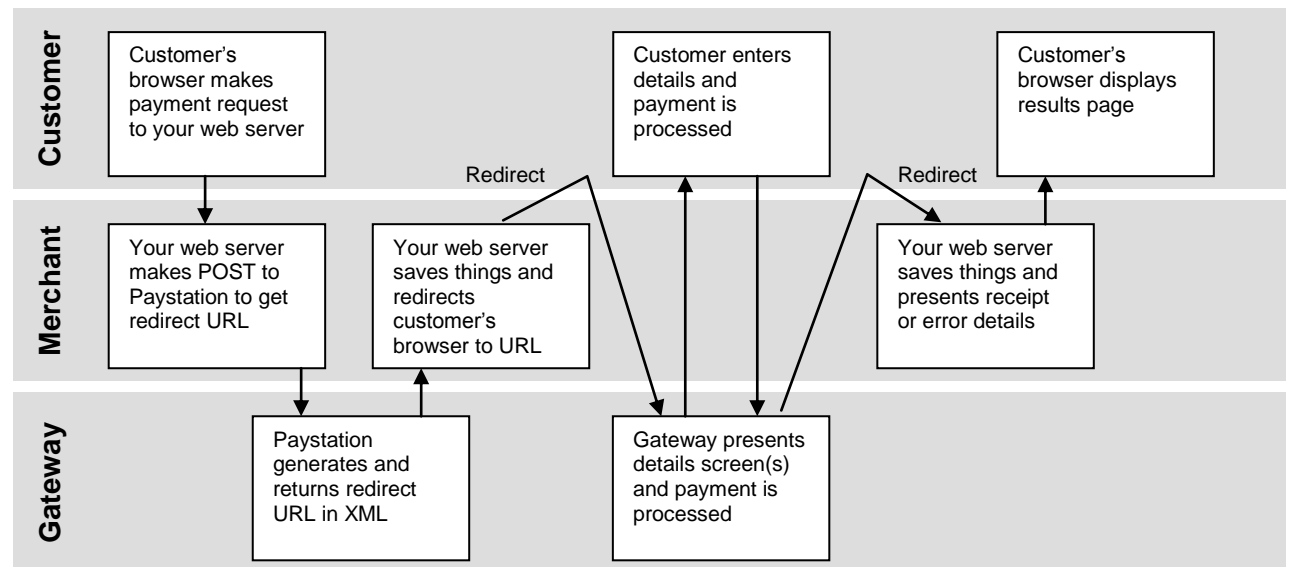 Customer
Customer's
browser makes
payment request
to your web server
Customer enters
details and
payment is
processed
Customer's
browser displays
results page
Redirect
Redirect
Merchant
Your web server
makes POST to
Paystation to get
redirect URL
Your web server
saves things and
redirects
customer's
browser to URL
Your web server
saves things and
presents receipt
or error details
Gateway
Paystation
generates and
returns redirect
URL in XML
Gateway presents
details screen(s)
and payment is
processed